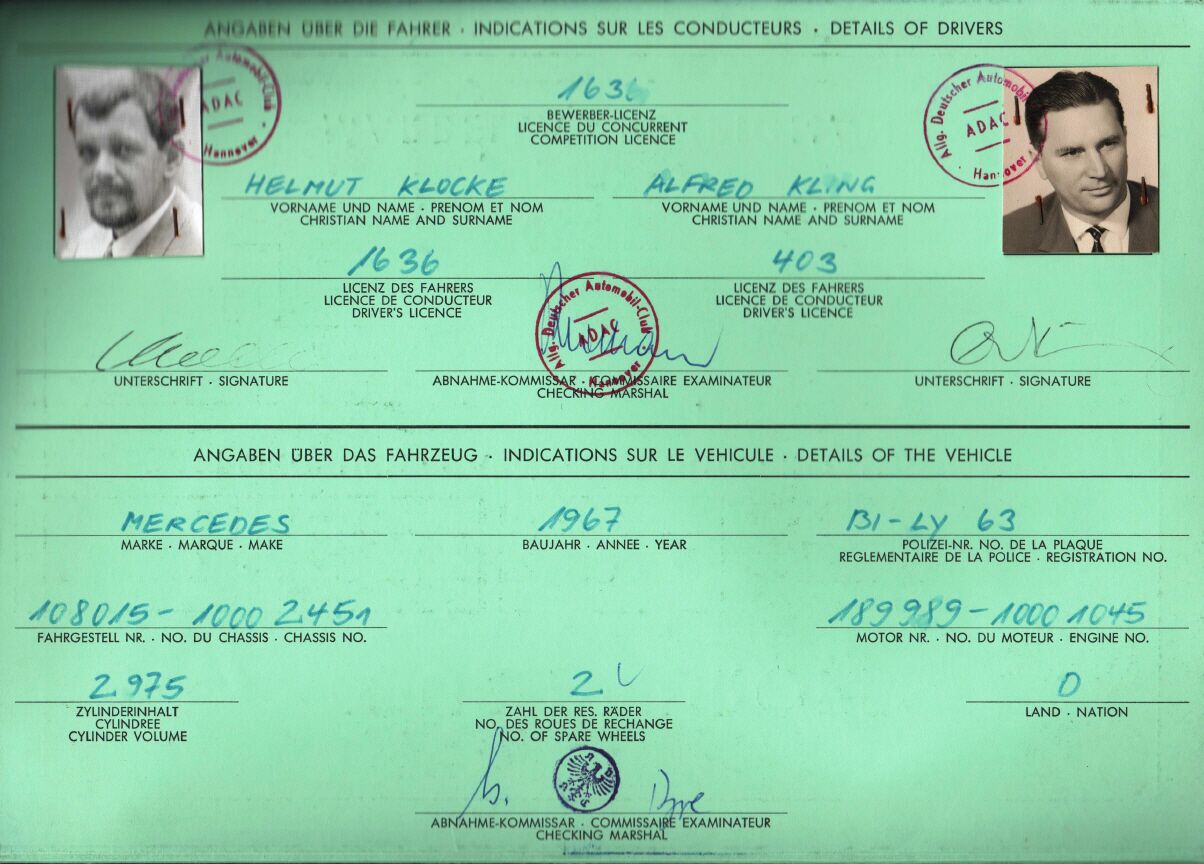 ANGABEN ÜBER DIE FAHRER · INDICATIONS SUR LES CONDUCTEURS · DETAILS OF DRIVERS
Allg. Deutscher Automobil-Club
ADAC
Hannover
1636
BEWERBER-LICENZ
LICENCE DU CONCURRENT
COMPETITION LICENCE
Allg. Deutscher Automobil
ADAC
Hannover
HELMUT KLOCKE
VORNAME UND NAME · PRENOM ET NOM
CHRISTIAN NAME AND SURNAME
ALFRED KLING
VORNAME UND NAME · PRENOM ET NOM
CHRISTIAN NAME AND SURNAME
1636
LICENZ DES FAHRERS
LICENCE DE CONDUCTEUR
DRIVER'S LICENCE
403
LICENZ DES FAHRERS
LICENCE DE CONDUCTEUR
DRIVER'S LICENCE
Allg. Deutscher Automobil-Club
ADAC
Hannover
UNTERSCHRIFT · SIGNATURE
ABNAHME-KOMMISSAR · COMMISSAIRE EXAMINATEUR
CHECKING MARSHAL
UNTERSCHRIFT · SIGNATURE
ANGABEN ÜBER DAS FAHRZEUG · INDICATIONS SUR LE VEHICULE · DETAILS OF THE VEHICLE
MERCEDES
MARKE · MARQUE · MAKE
1967
BAUJAHR · ANNEE · YEAR
BI-LY 63
POLIZEI-NR. NO. DE LA PLAQUE
REGLEMENTAIRE DE LA POLICE · REGISTRATION NO.
108015-1000 2451
FAHRGESTELL NR. · NO. DU CHASSIS · CHASSIS NO.
189989-1000 1045
MOTOR NR. · NO. DU MOTEUR · ENGINE NO.
2975
ZYLINDERINHALT
CYLINDREE
CYLINDER VOLUME
2
ZAHL DER RES. RÄDER
NO. DES ROUES DE RECHANGE
NO. OF SPARE WHEELS
D
LAND · NATION
ABNAHME-KOMMISSAR · COMMISSAIRE EXAMINATEUR
CHECKING MARSHAL